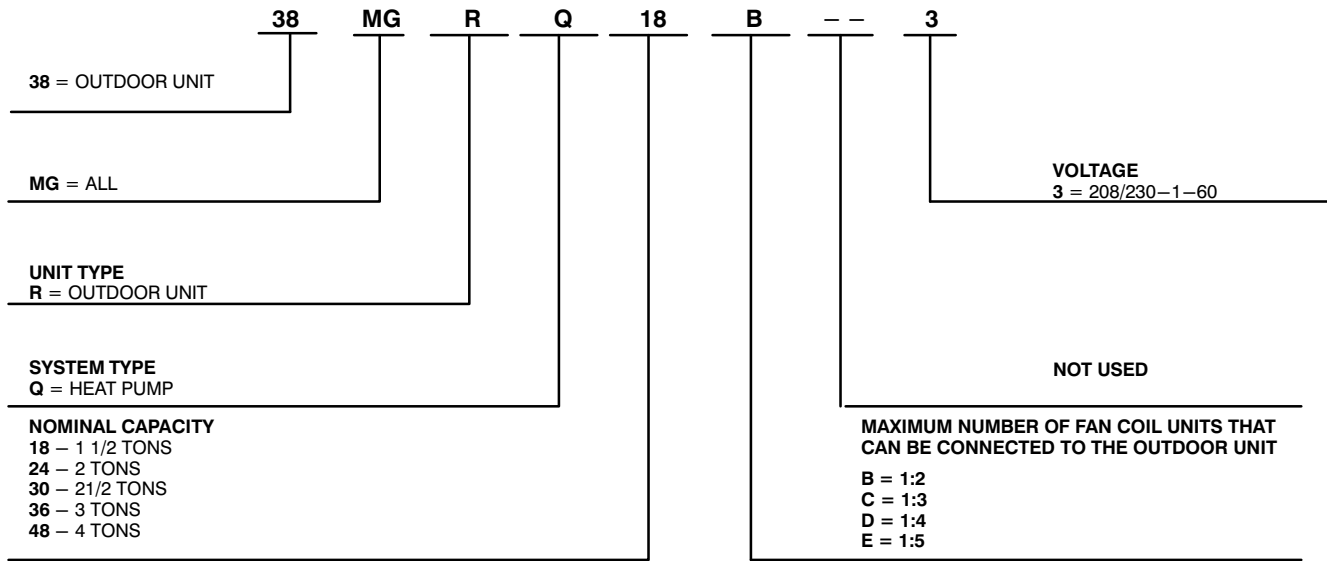 38 MG R Q 18 B – – 3
38 = OUTDOOR UNIT
MG = ALL
VOLTAGE
3 = 208/230−1−60
UNIT TYPE
R = OUTDOOR UNIT
SYSTEM TYPE
Q = HEAT PUMP
NOT USED
NOMINAL CAPACITY
18 − 1 1/2 TONS
24 − 2 TONS
30 − 21/2 TONS
36 − 3 TONS
48 − 4 TONS
MAXIMUM NUMBER OF FAN COIL UNITS THAT
CAN BE CONNECTED TO THE OUTDOOR UNIT
B = 1:2
C = 1:3
D = 1:4
E = 1:5